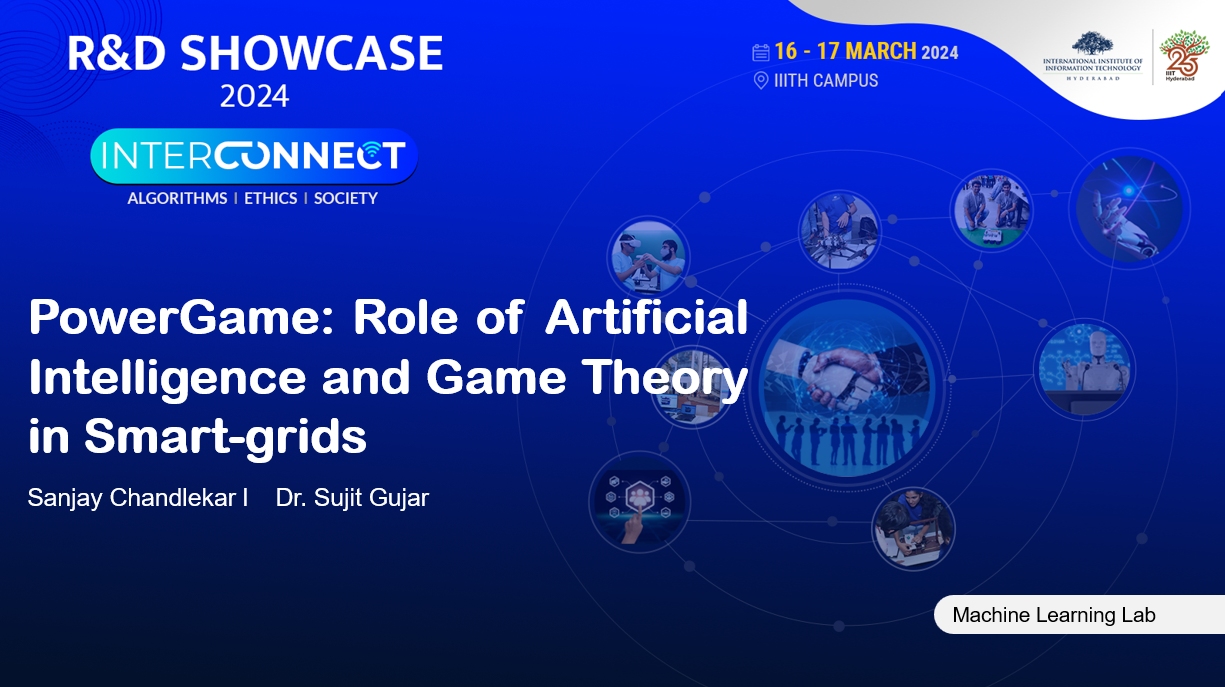 R&D SHOWCASE
2024
INTERCONNECT
ALGORITHMS | ETHICS | SOCIETY
16 - 17 MARCH 2024
IIITH CAMPUS
INTERNATIONAL INSTITUTE OF
INFORMATION TECHNOLOGY
HYDERABAD
25
IIIT
Hyderabad
PowerGame: Role of Artificial
Intelligence and Game Theory
in Smart-grids
Sanjay Chandlekar I Dr. Sujit Gujar
Machine Learning Lab